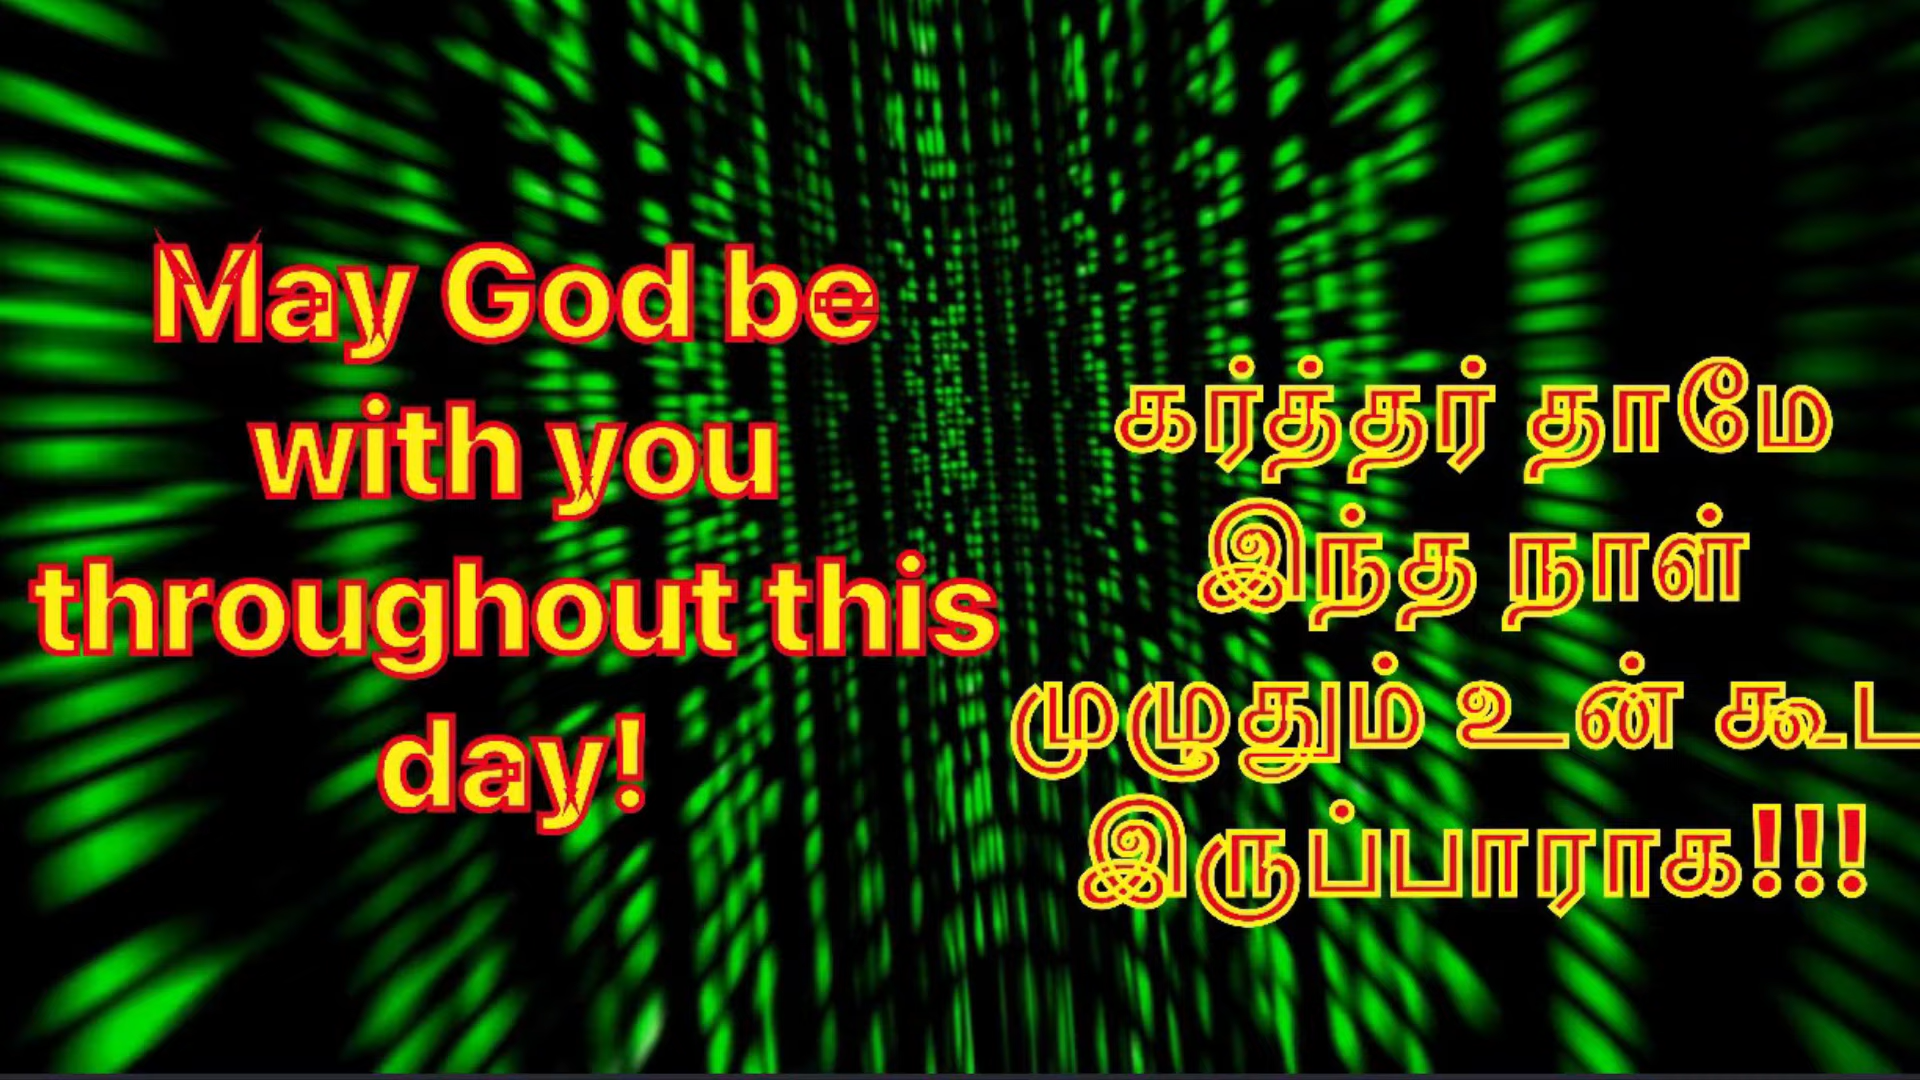 May God be
with you
throughout this
day!
கர்த்தர் தாமே
இந்த நாள்
முழுதும் உன் கூட
இருப்பாராக!!!